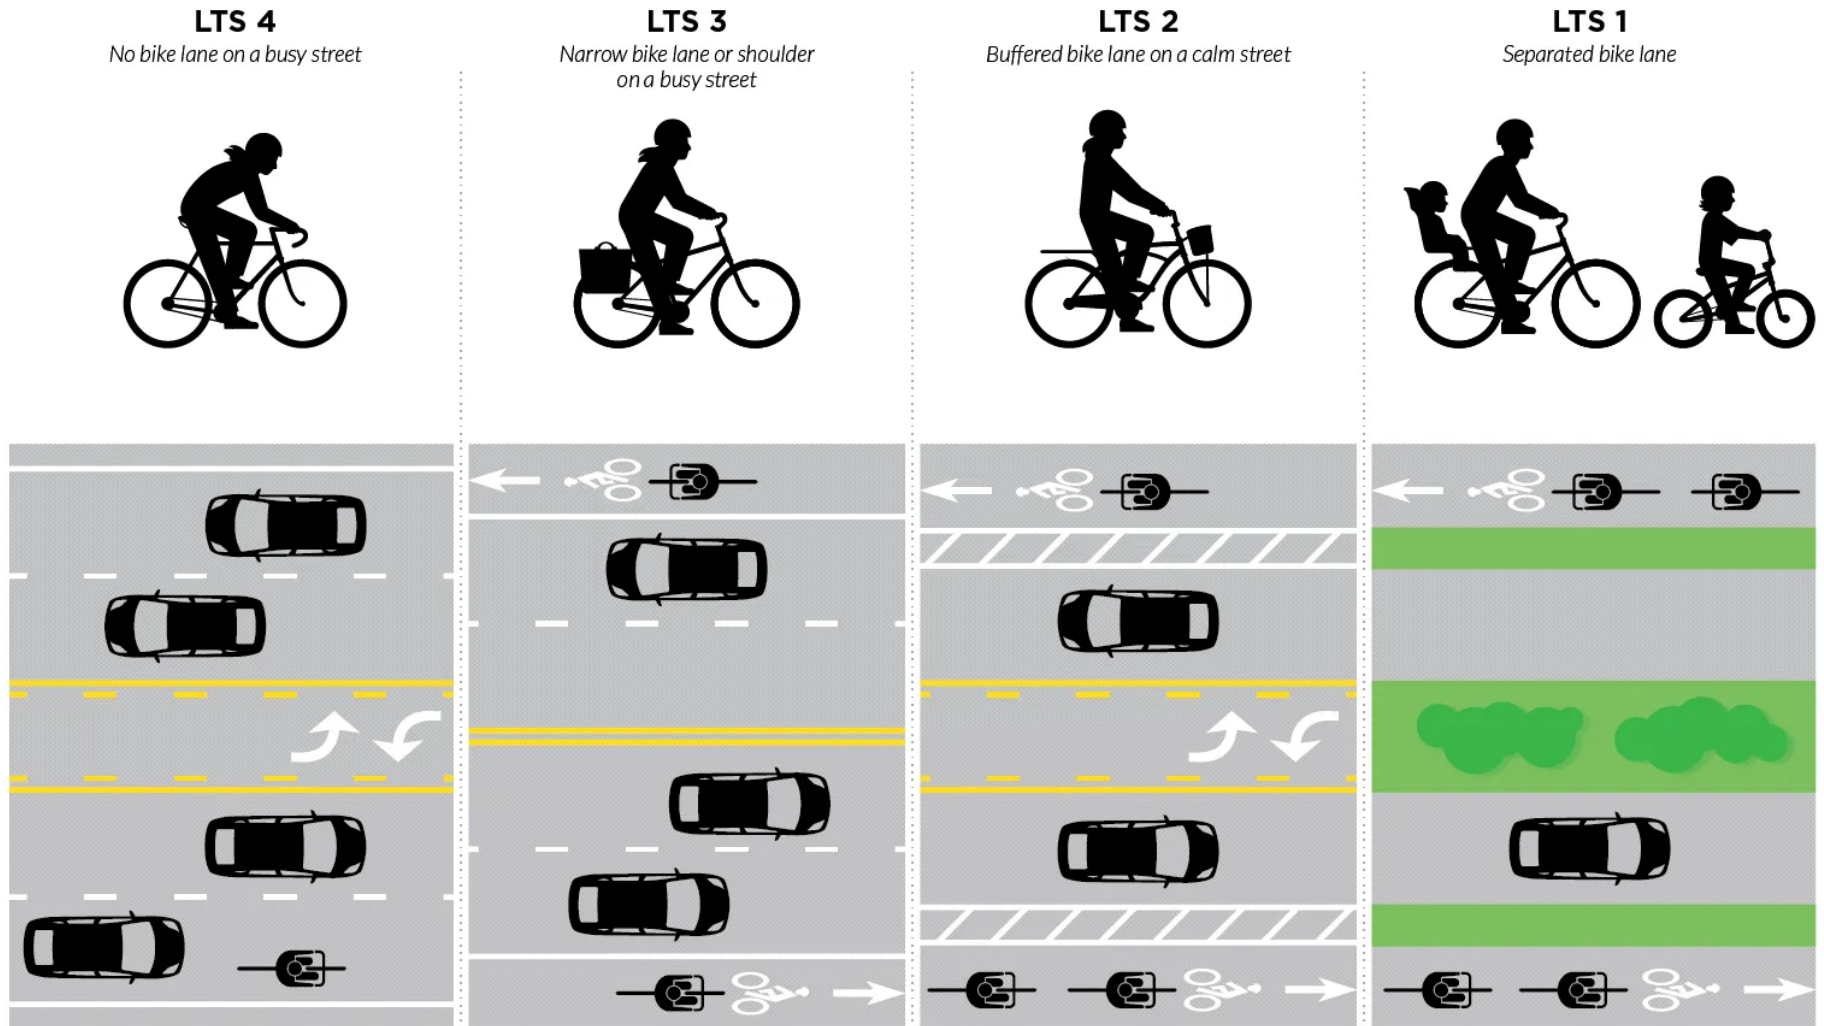 LTS 4
No bike lane on a busy street
LTS 3
Narrow bike lane or shoulder
on a busy street
LTS 2
Buffered bike lane on a calm street
LTS 1
Separated bike lane